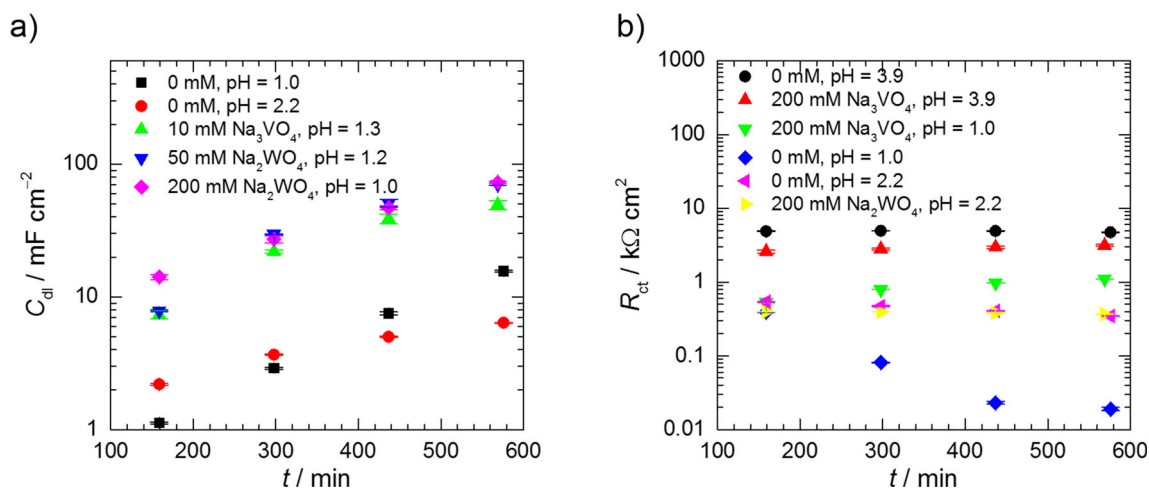 a)
0 mM, pH = 1.0
0 mM, pH = 2.2
10 mM Na₃VO₄, pH = 1.3
50 mM Na₂WO₄, pH = 1.2
200 mM Na₂WO₄, pH = 1.0
100
10
1
100 200 300 400 500 600
C_dl / mF cm⁻²
t / min
b)
0 mM, pH = 3.9
200 mM Na₃VO₄, pH = 3.9
200 mM Na₃VO₄, pH = 1.0
0 mM, pH = 1.0
0 mM, pH = 2.2
200 mM Na₂WO₄, pH = 2.2
1000
100
10
1
0.1
0.01
100 200 300 400 500 600
R_ct / kΩ cm²
t / min